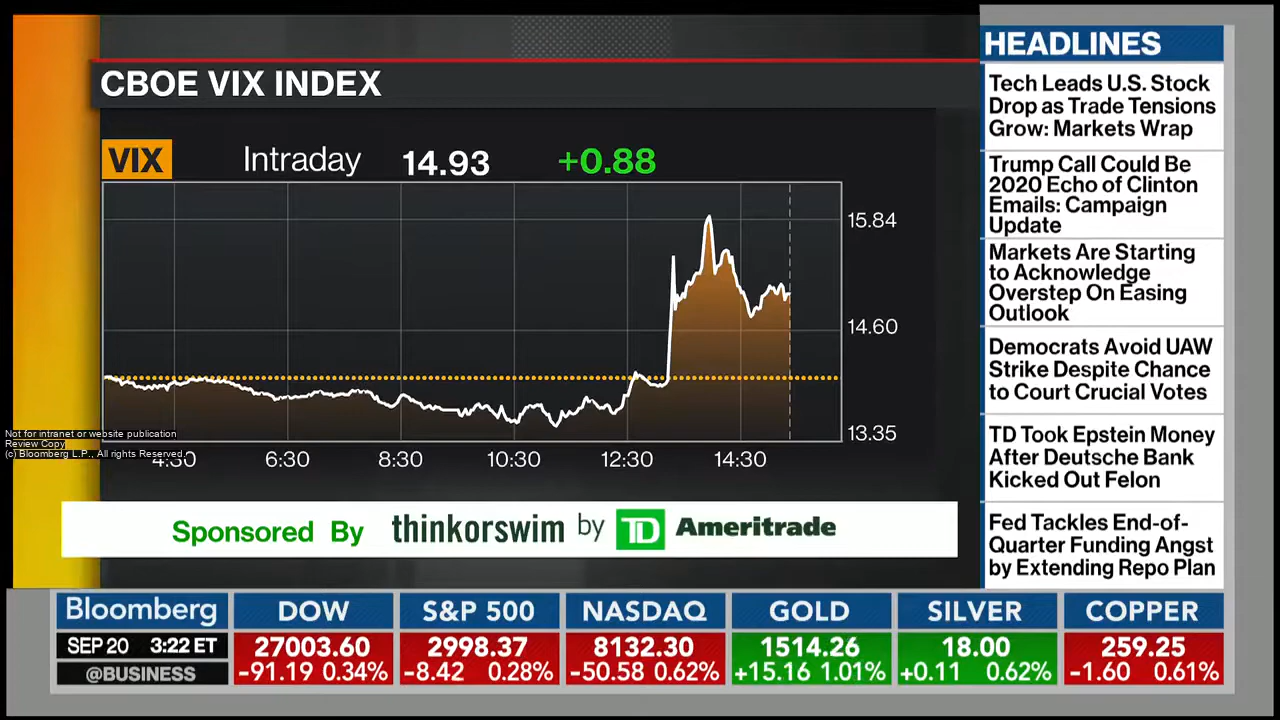 CBOE VIX INDEX
VIX Intraday 14.93 +0.88
15.84
14.60
13.35
4:30 6:30 8:30 10:30 12:30 14:30
Not for intranet or website publication
Review Copy
(c) Bloomberg L.P., All rights Reserved.
Sponsored By thinkorswim by TD Ameritrade
HEADLINES
Tech Leads U.S. Stock
Drop as Trade Tensions
Grow: Markets Wrap
Trump Call Could Be
2020 Echo of Clinton
Emails: Campaign
Update
Markets Are Starting
to Acknowledge
Overstep On Easing
Outlook
Democrats Avoid UAW
Strike Despite Chance
to Court Crucial Votes
TD Took Epstein Money
After Deutsche Bank
Kicked Out Felon
Fed Tackles End-of-
Quarter Funding Angst
by Extending Repo Plan
Bloomberg DOW S&P 500 NASDAQ GOLD SILVER COPPER
SEP 20 3:22 ET 27003.60 2998.37 8132.30 1514.26 18.00 259.25
@BUSINESS -91.19 0.34% -8.42 0.28% -50.58 0.62% +15.16 1.01% +0.11 0.62% -1.60 0.61%